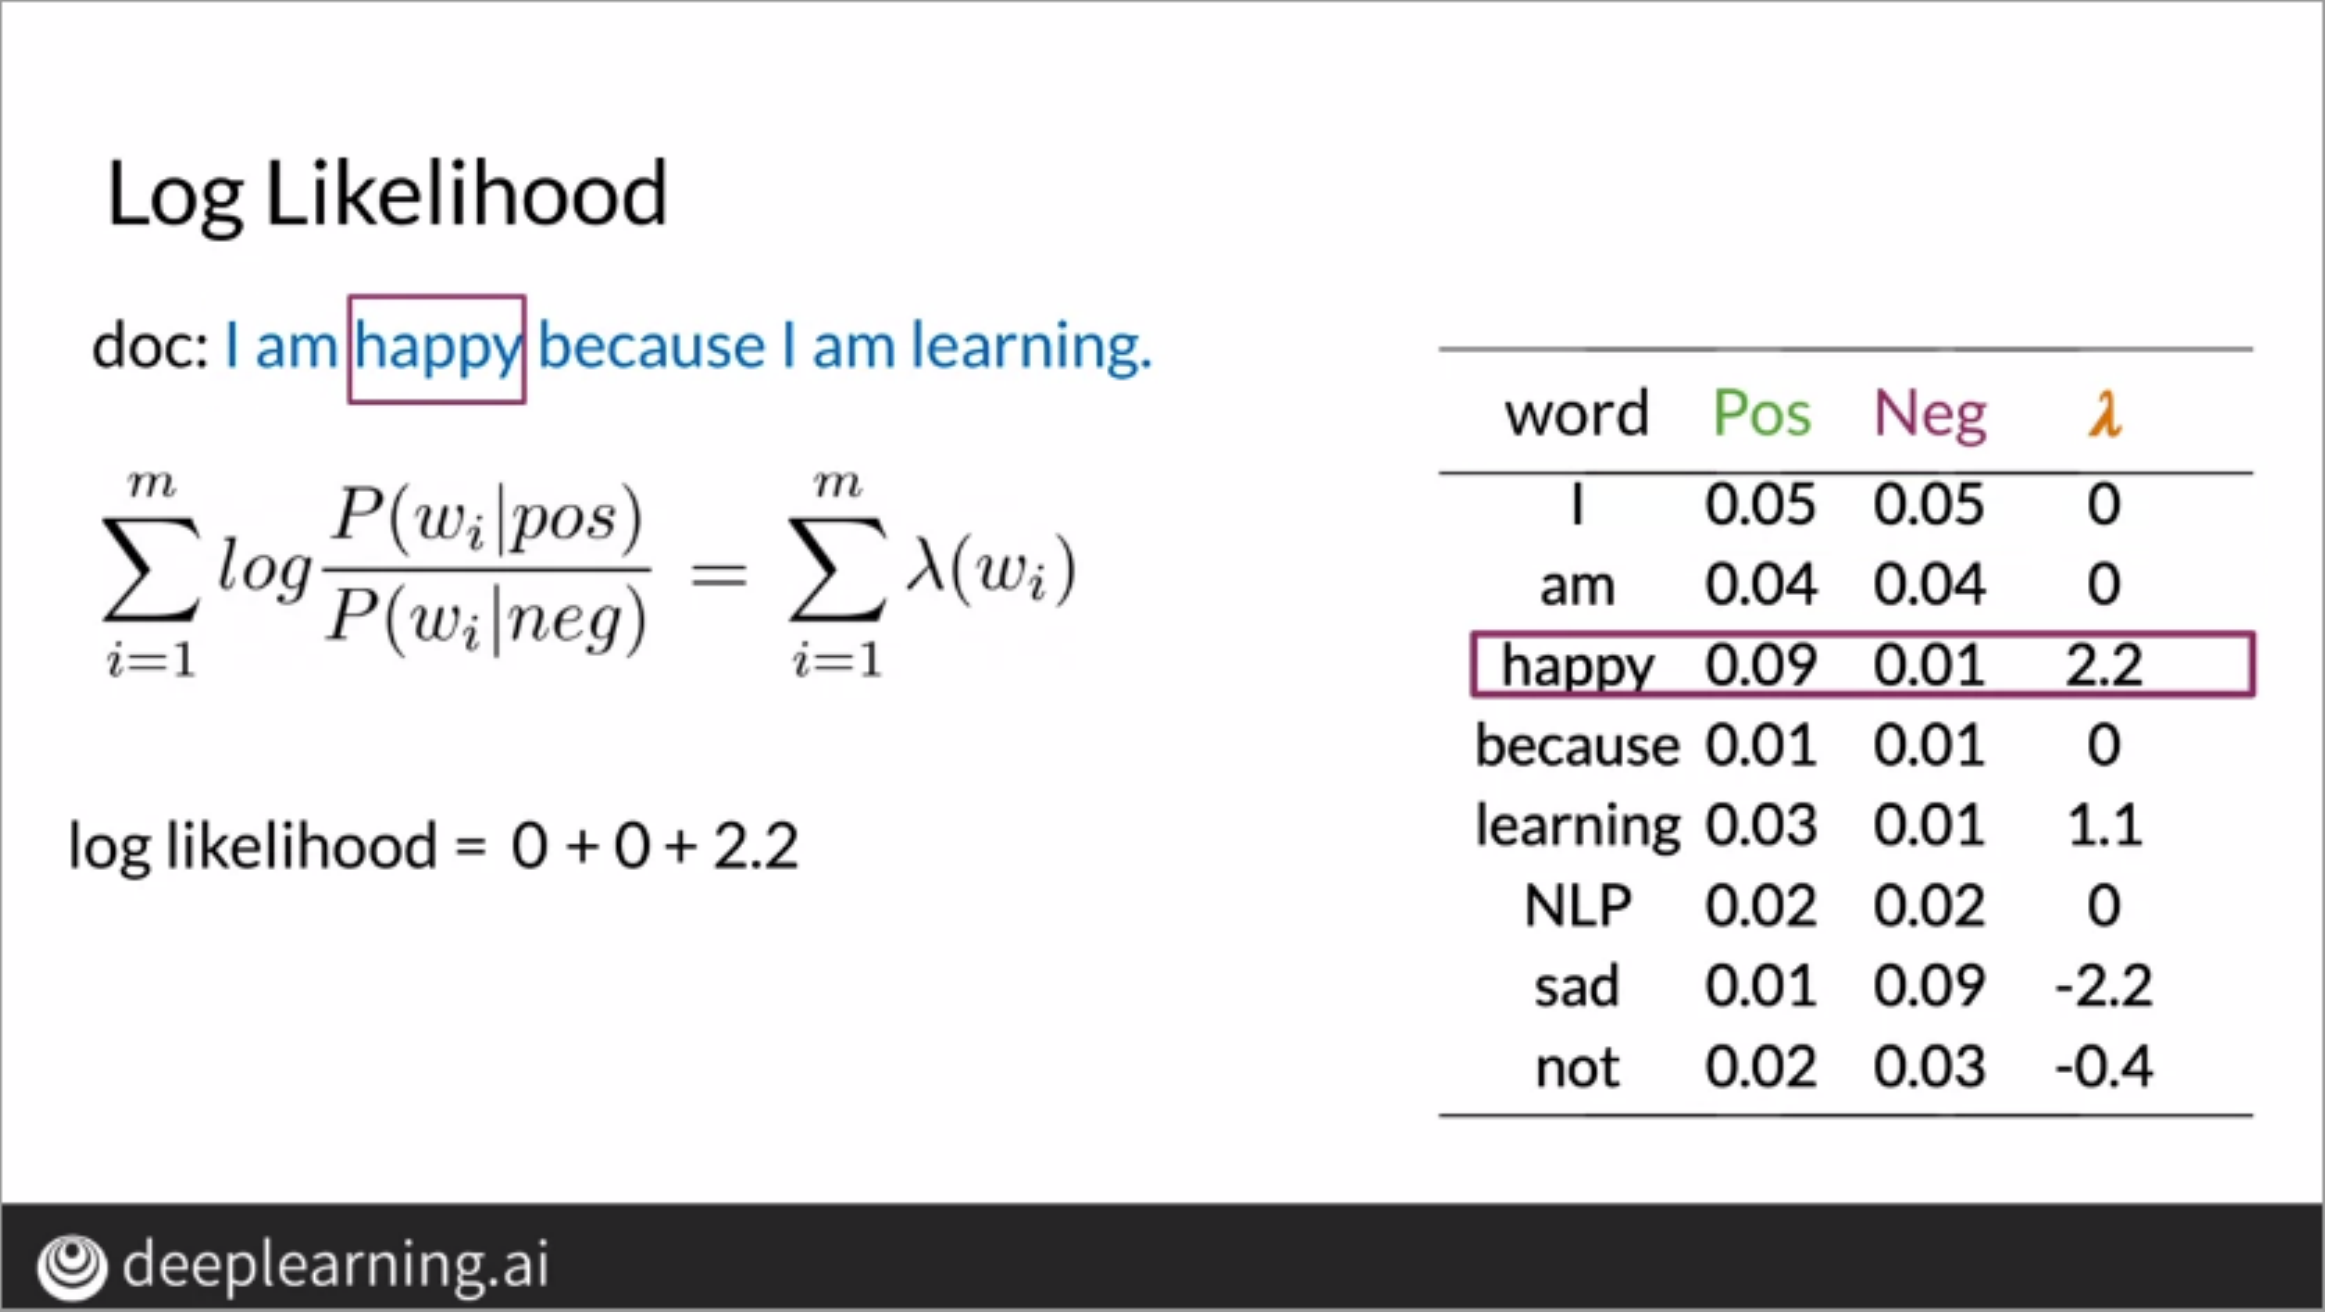 Log Likelihood
doc: I am happy because I am learning.
\sum_{i=1}^{m} log \frac{P(w_i|pos)}{P(w_i|neg)} = \sum_{i=1}^{m} λ(w_i)
log likelihood = 0 + 0 + 2.2
word Pos Neg λ
I 0.05 0.05 0
am 0.04 0.04 0
happy 0.09 0.01 2.2
because 0.01 0.01 0
learning 0.03 0.01 1.1
NLP 0.02 0.02 0
sad 0.01 0.09 -2.2
not 0.02 0.03 -0.4
deeplearning.ai